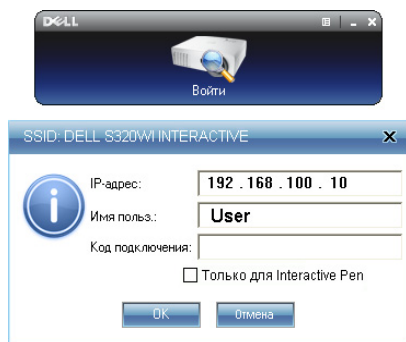 DELL
Войти
SSID: DELL S320WI INTERACTIVE
IP-адрес: 192 . 168 . 100 . 10
Имя польз.: User
Код подключения:
Только для Interactive Pen
OK Отмена